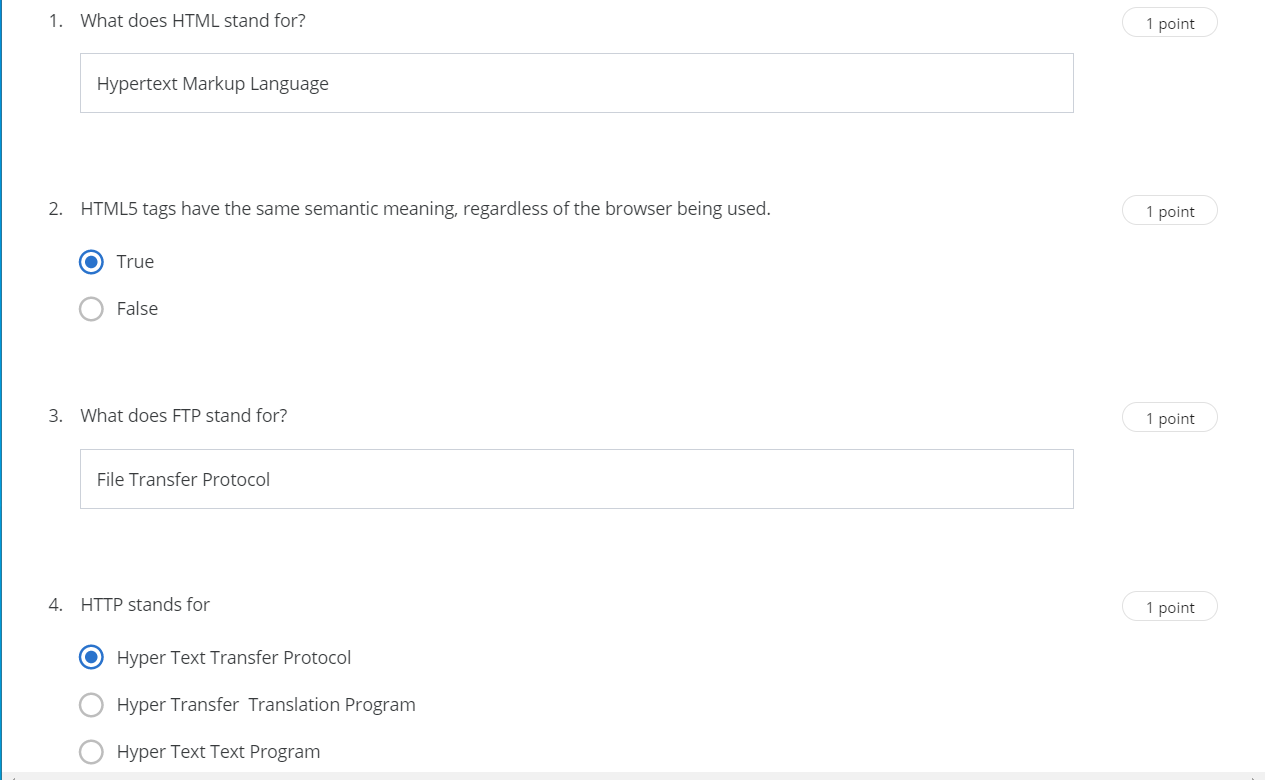 1. What does HTML stand for? 1 point
Hypertext Markup Language
2. HTML5 tags have the same semantic meaning, regardless of the browser being used. 1 point
True
False
3. What does FTP stand for? 1 point
File Transfer Protocol
4. HTTP stands for 1 point
Hyper Text Transfer Protocol
Hyper Transfer  Translation Program
Hyper Text Text Program